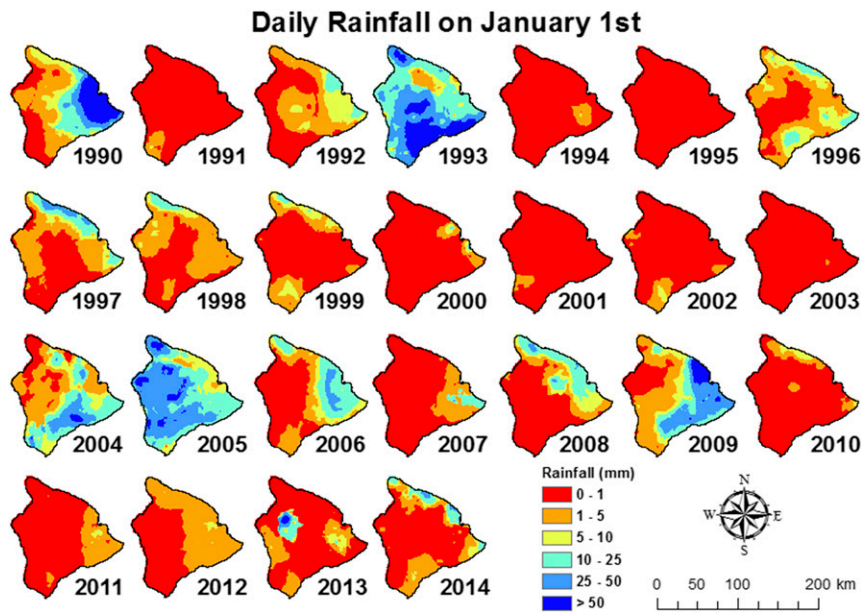 Daily Rainfall on January 1st
1990 1991 1992 1993 1994 1995 1996
1997 1998 1999 2000 2001 2002 2003
2004 2005 2006 2007 2008 2009 2010
2011 2012 2013 2014
Rainfall (mm)
0 - 1
1 - 5
5 - 10
10 - 25
25 - 50
> 50
N
W E
S
0 50 100 150 200 km